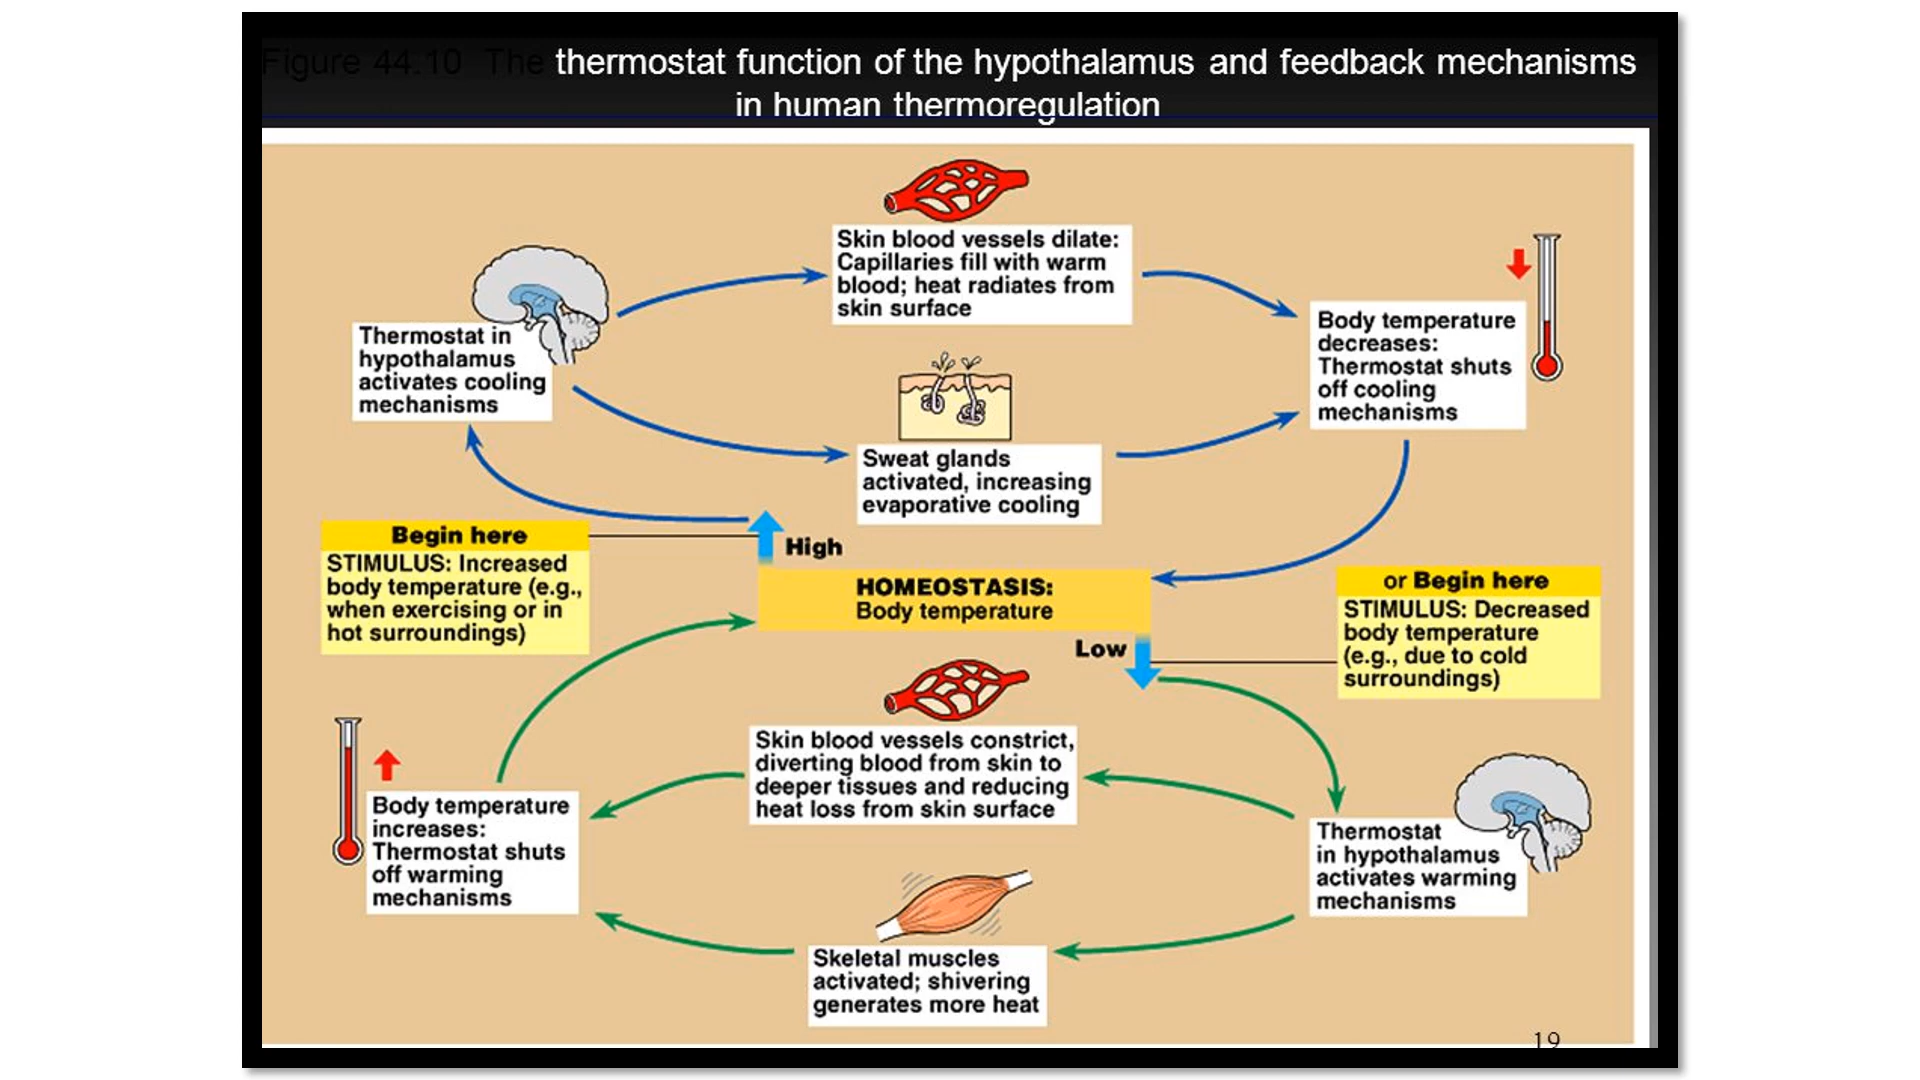 Figure 44.10 The thermostat function of the hypothalamus and feedback mechanisms
in human thermoregulation
Skin blood vessels dilate:
Capillaries fill with warm
blood; heat radiates from
skin surface
Thermostat in
hypothalamus
activates cooling
mechanisms
Body temperature
decreases:
Thermostat shuts
off cooling
mechanisms
Sweat glands
activated, increasing
evaporative cooling
Begin here
STIMULUS: Increased
body temperature (e.g.,
when exercising or in
hot surroundings)
High
HOMEOSTASIS:
Body temperature
Low
or Begin here
STIMULUS: Decreased
body temperature
(e.g., due to cold
surroundings)
Skin blood vessels constrict,
diverting blood from skin to
deeper tissues and reducing
heat loss from skin surface
Body temperature
increases:
Thermostat shuts
off warming
mechanisms
Thermostat
in hypothalamus
activates warming
mechanisms
Skeletal muscles
activated; shivering
generates more heat
19